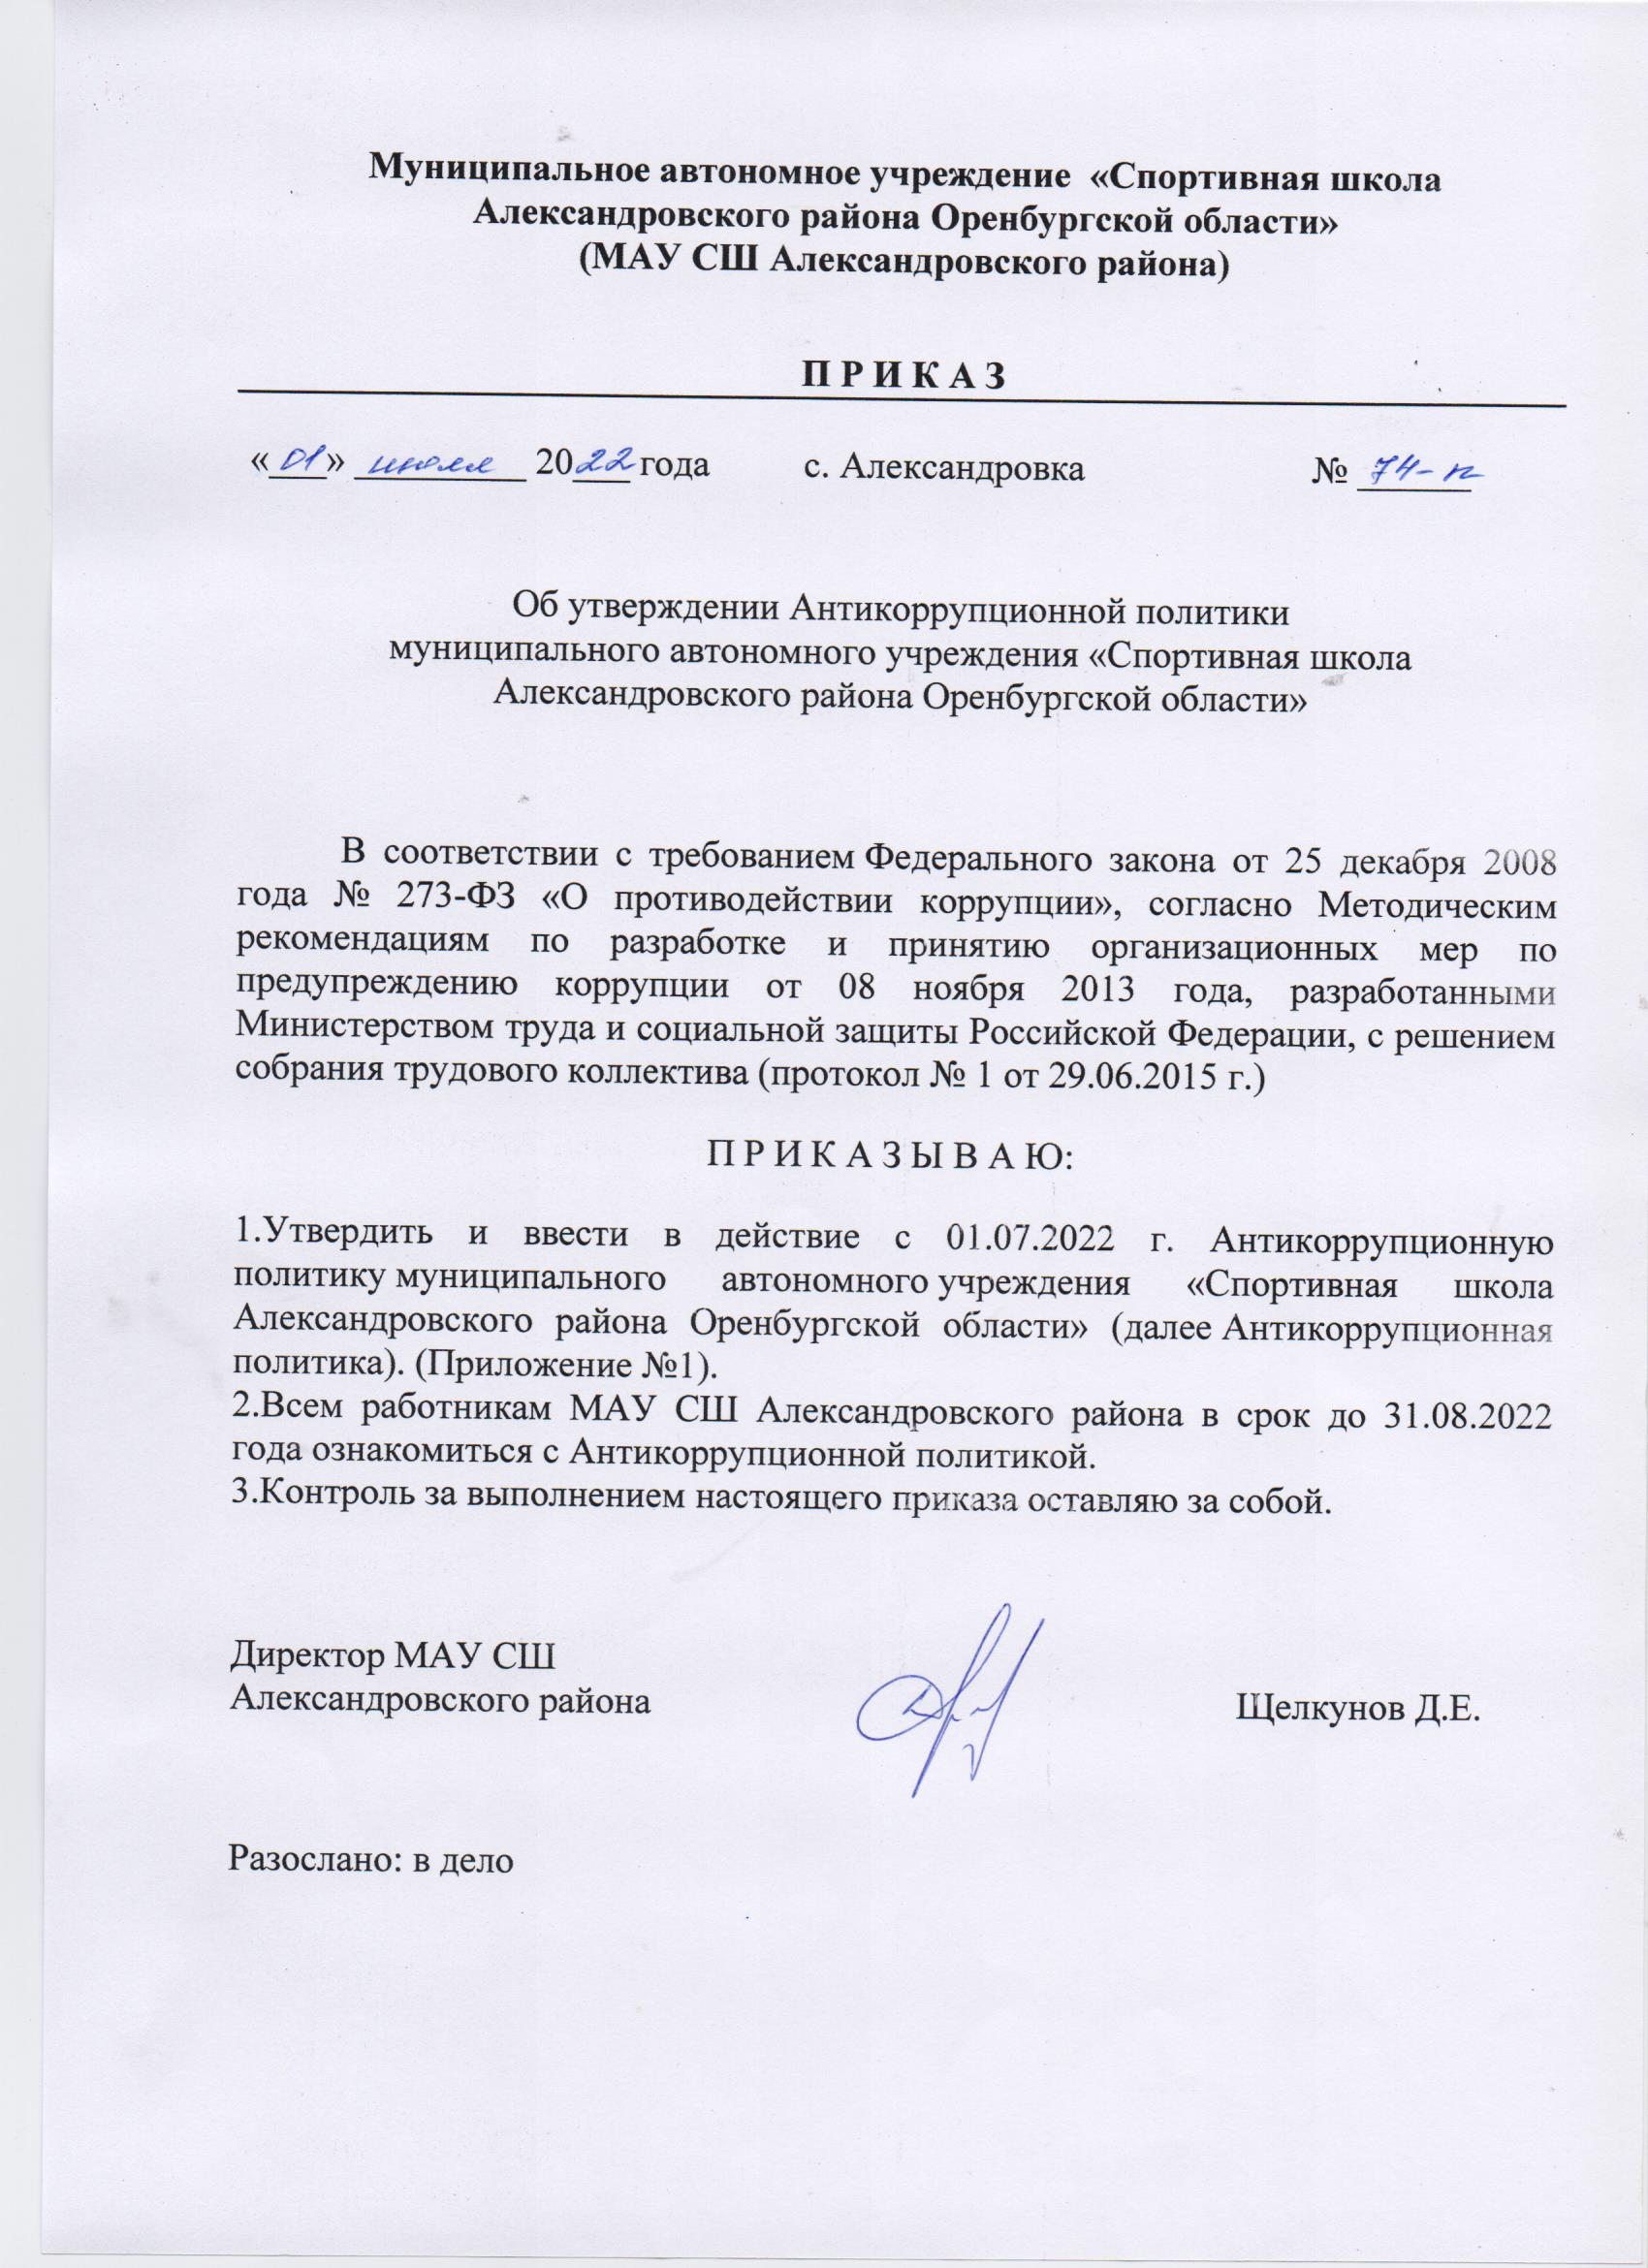 Муниципальное автономное учреждение «Спортивная школа
Александровского района Оренбургской области»
(МАУ СШ Александровского района)
П Р И К А З
«01» июля 2022 года с. Александровка № 74-п
Об утверждении Антикоррупционной политики
муниципального автономного учреждения «Спортивная школа
Александровского района Оренбургской области»
В соответствии с требованием Федерального закона от 25 декабря 2008
года № 273-ФЗ «О противодействии коррупции», согласно Методическим
рекомендациям по разработке и принятию организационных мер по
предупреждению коррупции от 08 ноября 2013 года, разработанными
Министерством труда и социальной защиты Российской Федерации, с решением
собрания трудового коллектива (протокол № 1 от 29.06.2015 г.)
П Р И К А З Ы В А Ю:
1.Утвердить и ввести в действие с 01.07.2022 г. Антикоррупционную
политику муниципального автономного учреждения «Спортивная школа
Александровского района Оренбургской области» (далее Антикоррупционная
политика). (Приложение №1).
2.Всем работникам МАУ СШ Александровского района в срок до 31.08.2022
года ознакомиться с Антикоррупционной политикой.
3.Контроль за выполнением настоящего приказа оставляю за собой.
Директор МАУ СШ
Александровского района Щелкунов Д.Е.
Разослано: в дело